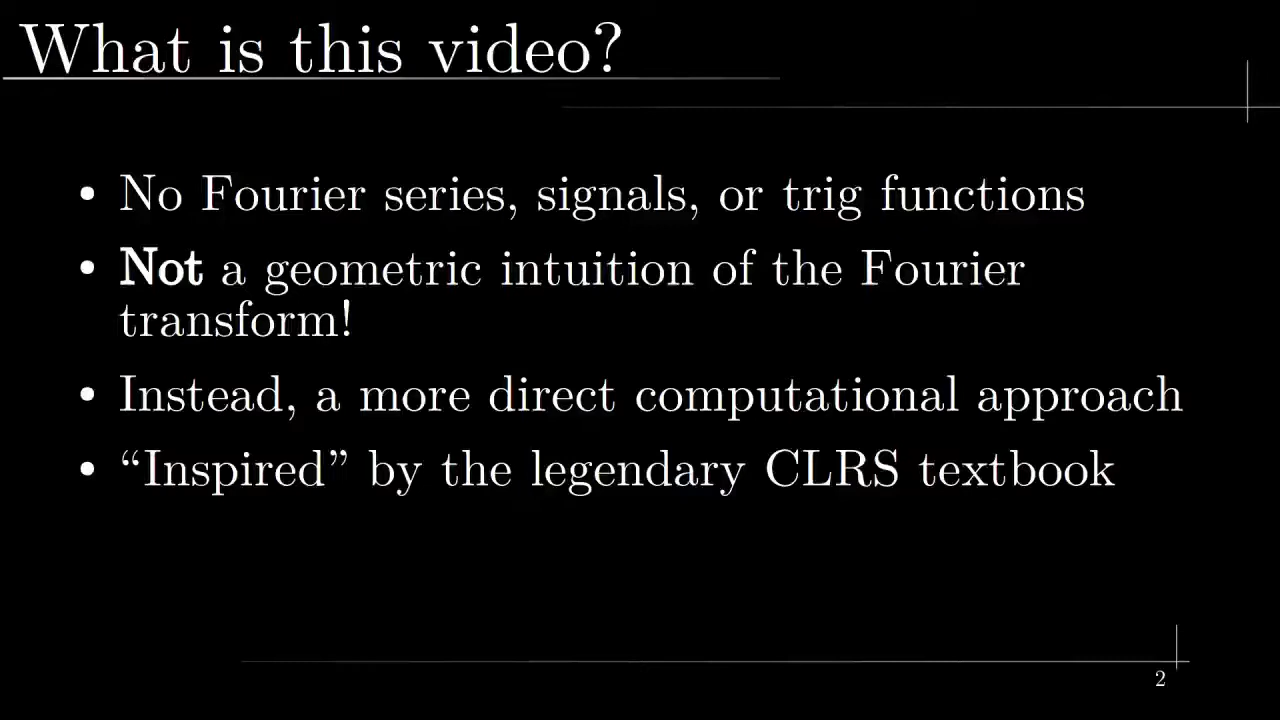 What is this video?
• No Fourier series, signals, or trig functions
• Not a geometric intuition of the Fourier
transform!
• Instead, a more direct computational approach
• “Inspired” by the legendary CLRS textbook
2